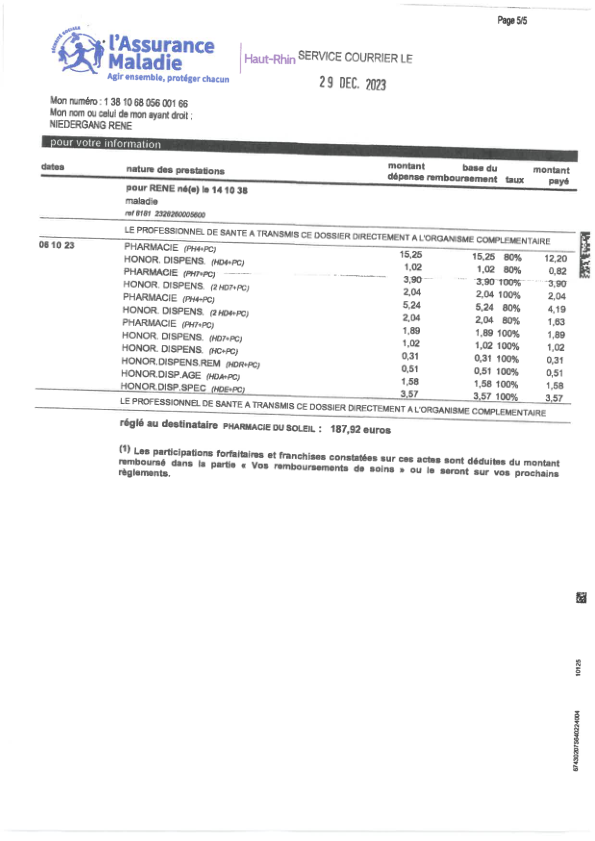 Page 5/5
SÉCURITÉ SOCIALE
l'Assurance
Maladie
Agir ensemble, protéger chacun
Haut-Rhin
SERVICE COURRIER LE
29 DEC. 2023
Mon numéro : 1 38 10 68 056 001 66
Mon nom ou celui de mon ayant droit :
NIEDERGANG RENE
pour votre information
dates nature des prestations montant dépense base du remboursement taux montant payé
pour RENE né(e) le 14 10 38
maladie
ref 8181 2328260005600
LE PROFESSIONNEL DE SANTE A TRANSMIS CE DOSSIER DIRECTEMENT A L'ORGANISME COMPLEMENTAIRE
06 10 23 PHARMACIE (PH4+PC) 15,25 15,25 80% 12,20
HONOR. DISPENS. (HD4+PC) 1,02 1,02 80% 0,82
PHARMACIE (PH7+PC) 3,90 3,90 100% 3,90
HONOR. DISPENS. (2 HD7+PC) 2,04 2,04 100% 2,04
PHARMACIE (PH4+PC) 5,24 5,24 80% 4,19
HONOR. DISPENS. (2 HD4+PC) 2,04 2,04 80% 1,63
PHARMACIE (PH7+PC) 1,89 1,89 100% 1,89
HONOR. DISPENS. (HD7+PC) 1,02 1,02 100% 1,02
HONOR. DISPENS. (HC+PC) 0,31 0,31 100% 0,31
HONOR.DISPENS.REM (HDR+PC) 0,51 0,51 100% 0,51
HONOR.DISP.AGE (HDA+PC) 1,58 1,58 100% 1,58
HONOR.DISP.SPEC (HDE+PC) 3,57 3,57 100% 3,57
LE PROFESSIONNEL DE SANTE A TRANSMIS CE DOSSIER DIRECTEMENT A L'ORGANISME COMPLEMENTAIRE
réglé au destinataire PHARMACIE DU SOLEIL : 187,92 euros
(1) Les participations forfaitaires et franchises constatées sur ces actes sont déduites du montant
remboursé dans la partie « Vos remboursements de soins » ou le seront sur vos prochains
règlements.
10125